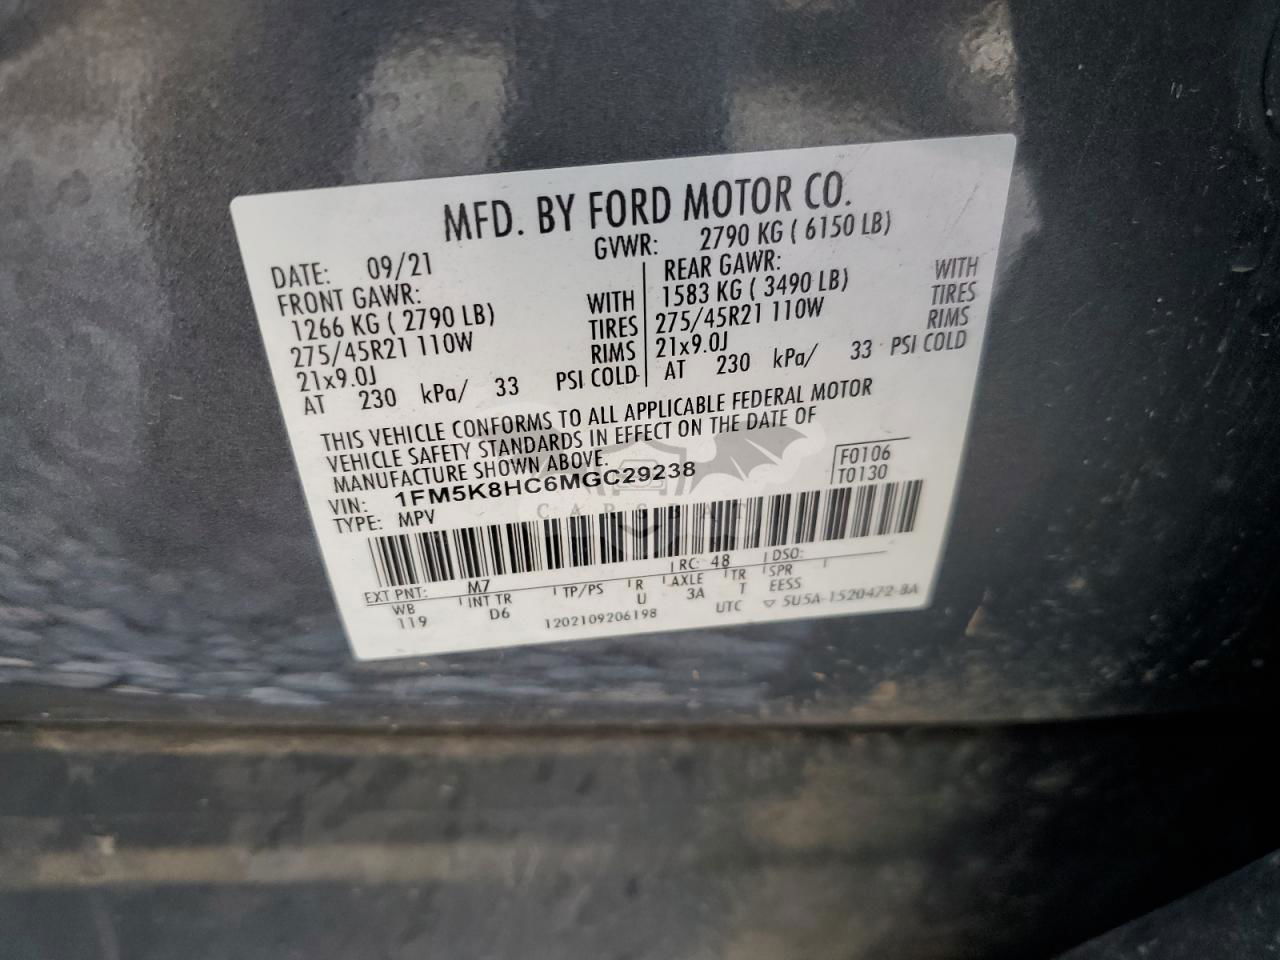 MFD. BY FORD MOTOR CO.
DATE: 09/21 GVWR: 2790 KG ( 6150 LB)
FRONT GAWR: REAR GAWR:
1266 KG ( 2790 LB) WITH 1583 KG ( 3490 LB) WITH
275/45R21 110W TIRES 275/45R21 110W TIRES
21x9.0J RIMS 21x9.0J RIMS
AT 230 kPa/ 33 PSI COLD AT 230 kPa/ 33 PSI COLD
THIS VEHICLE CONFORMS TO ALL APPLICABLE FEDERAL MOTOR
VEHICLE SAFETY STANDARDS IN EFFECT ON THE DATE OF
MANUFACTURE SHOWN ABOVE.
VIN: 1FM5K8HC6MGC29238 F0106
TYPE: MPV T0130
CARSBAT
EXT PNT: M7 RC: 48 DSO:
WB INT TR TP/PS R AXLE TR SPR
119 D6 U 3A T EESS
1202109206198 UTC ▽ 5U5A-1520472-BA